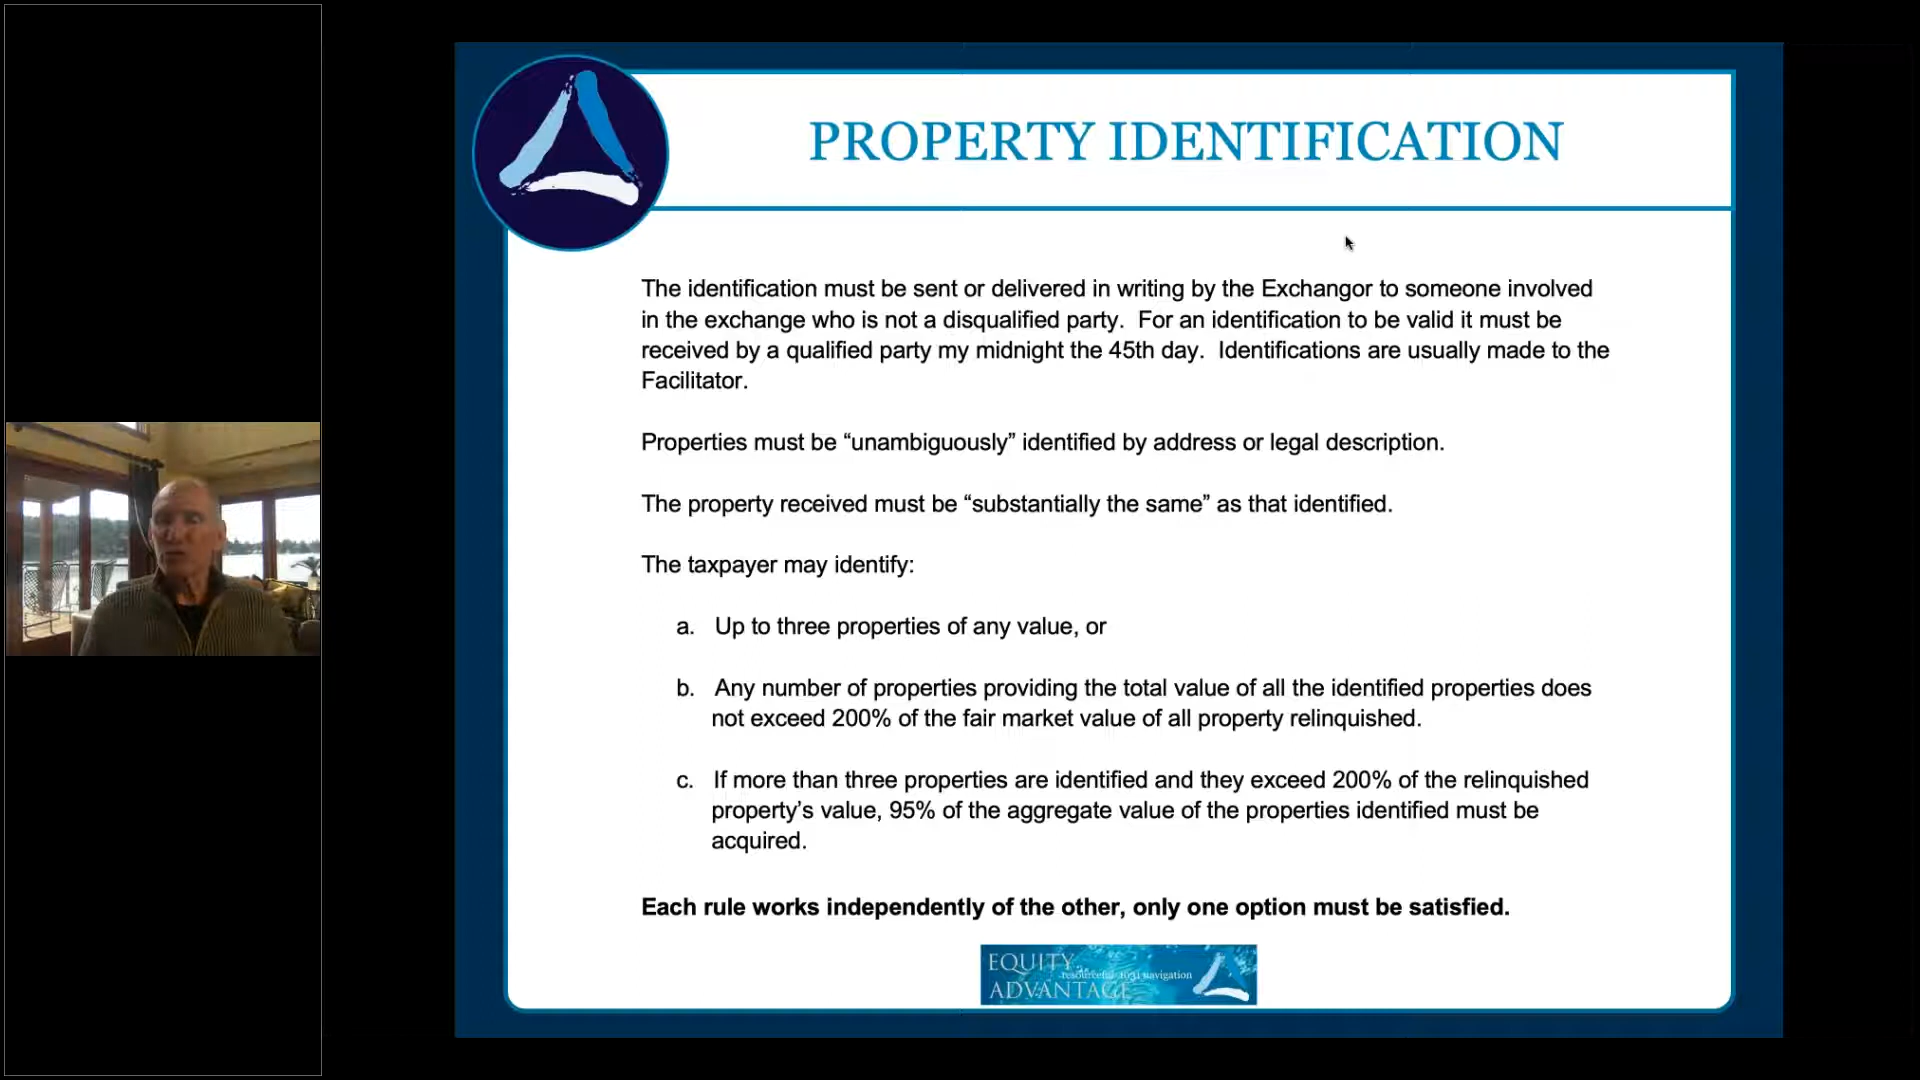 PROPERTY IDENTIFICATION
The identification must be sent or delivered in writing by the Exchangor to someone involved
in the exchange who is not a disqualified party.  For an identification to be valid it must be
received by a qualified party my midnight the 45th day.  Identifications are usually made to the
Facilitator.
Properties must be “unambiguously” identified by address or legal description.
The property received must be “substantially the same” as that identified.
The taxpayer may identify:
a. Up to three properties of any value, or
b. Any number of properties providing the total value of all the identified properties does
not exceed 200% of the fair market value of all property relinquished.
c. If more than three properties are identified and they exceed 200% of the relinquished
property’s value, 95% of the aggregate value of the properties identified must be
acquired.
Each rule works independently of the other, only one option must be satisfied.
EQUITY
resourceful 1031 navigation
ADVANTAGE